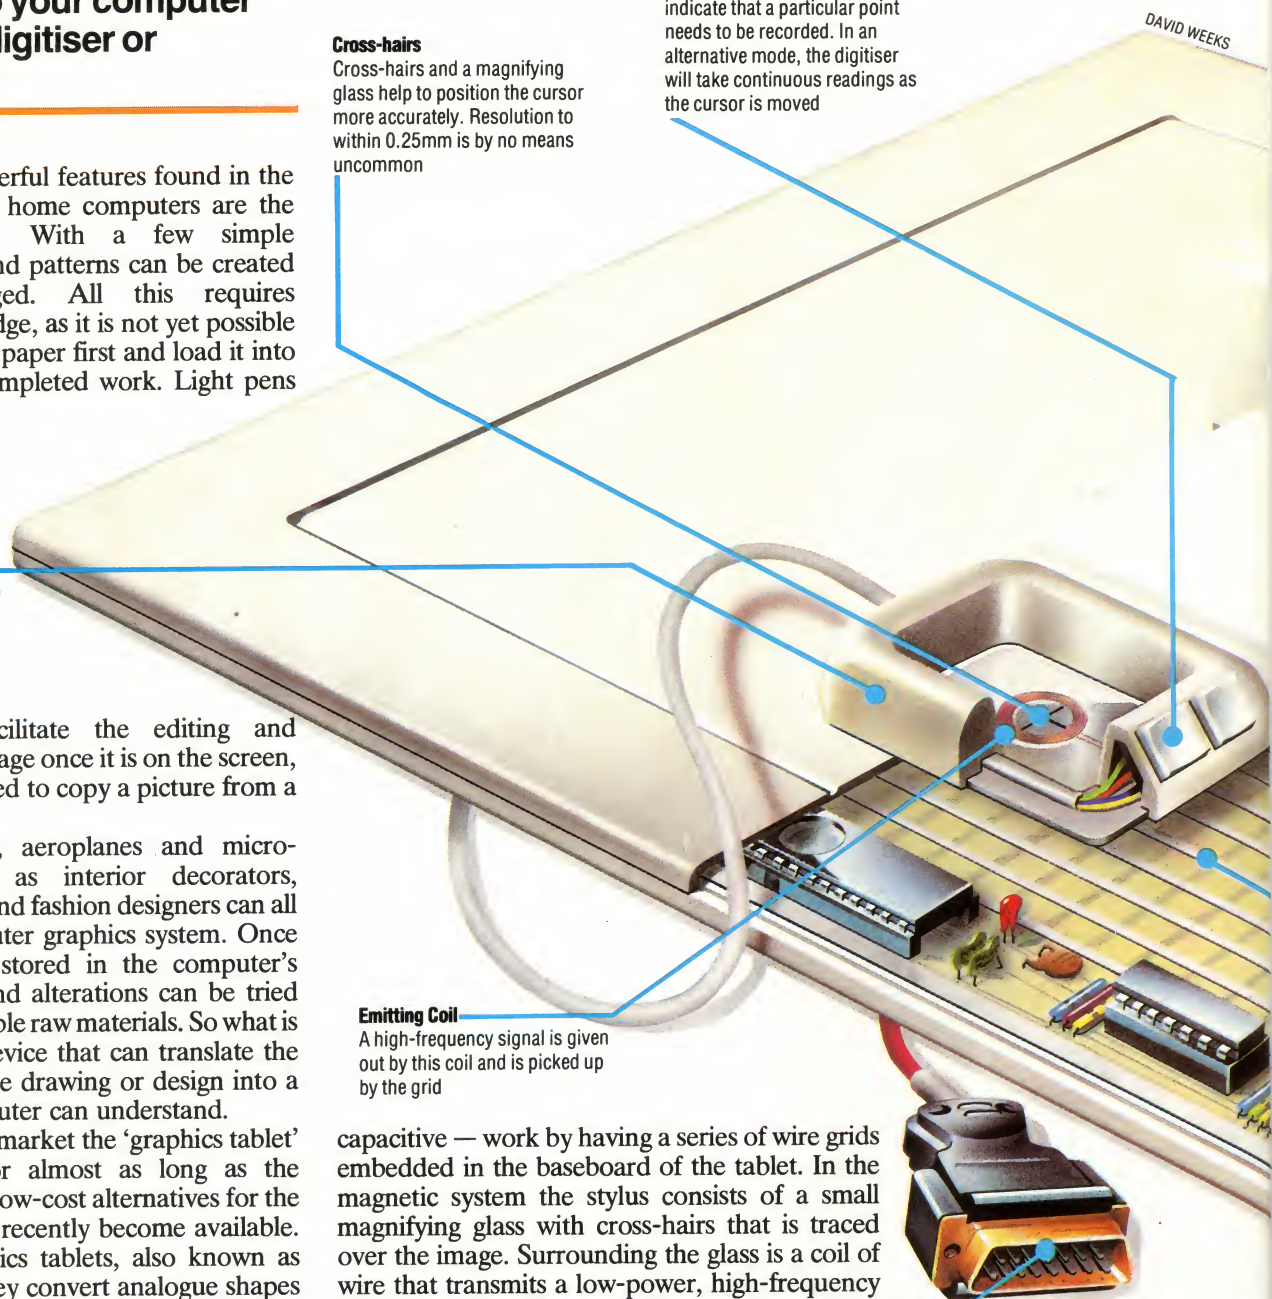 your computer
digitiser or
erful features found in the
home computers are the
With a few simple
nd patterns can be created
ged. All this requires
dge, as it is not yet possible
paper first and load it into
mpleted work. Light pens
cilitate the editing and
age once it is on the screen,
ed to copy a picture from a
, aeroplanes and micro-
as interior decorators,
nd fashion designers can all
uter graphics system. Once
stored in the computer's
nd alterations can be tried
ble raw materials. So what is
evice that can translate the
e drawing or design into a
uter can understand.
market the 'graphics tablet'
or almost as long as the
low-cost alternatives for the
recently become available.
ics tablets, also known as
ey convert analogue shapes
Cross-hairs
Cross-hairs and a magnifying
glass help to position the cursor
more accurately. Resolution to
within 0.25mm is by no means
uncommon
indicate that a particular point
needs to be recorded. In an
alternative mode, the digitiser
will take continuous readings as
the cursor is moved
DAVID WEEKS
Emitting Coil
A high-frequency signal is given
out by this coil and is picked up
by the grid
capacitive — work by having a series of wire grids
embedded in the baseboard of the tablet. In the
magnetic system the stylus consists of a small
magnifying glass with cross-hairs that is traced
over the image. Surrounding the glass is a coil of
wire that transmits a low-power, high-frequency